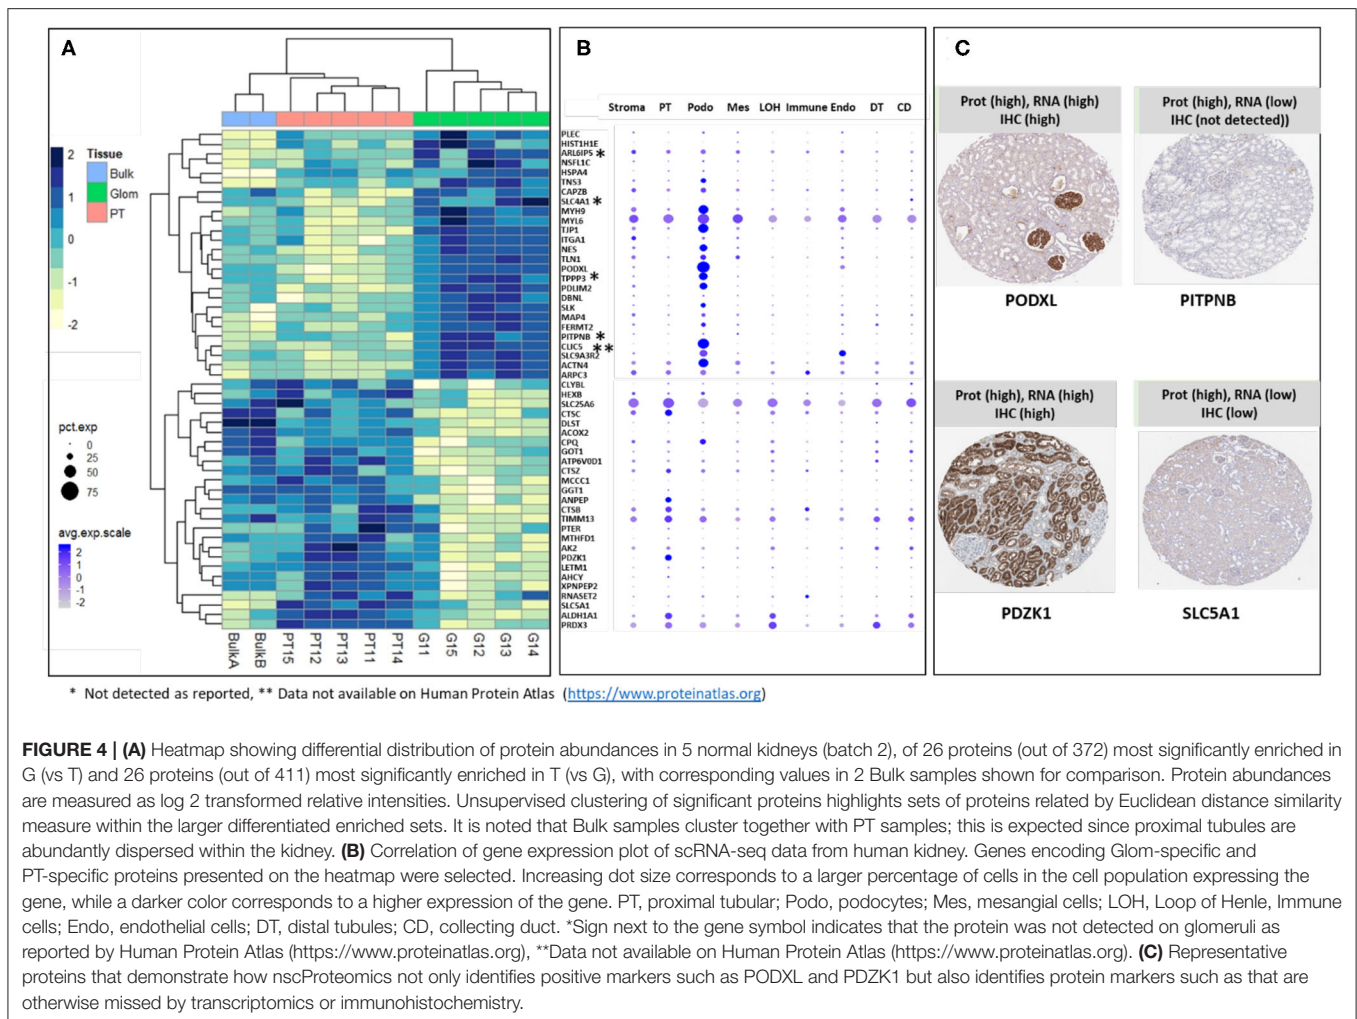 A
B
C
Tissue
Bulk
Glom
PT
2
1
0
-1
-2
pct.exp
0
25
50
75
avg.exp.scale
2
1
0
-1
-2
BulkA
BulkB
PT15
PT12
PT13
PT11
PT14
G11
G15
G12
G13
G14
Stroma PT Podo Mes LOH Immune Endo DT CD
PLEC
HIST1H1E
ARL6IP5 *
NSFL1C
HSPA4
TNS3
CAPZB
SLC4A1 *
MYH9
MYL6
TJP1
ITGA1
NES
TLN1
PODXL
TPPP3 *
PDLIM2
DBNL
SLK
MAP4
FERMT2
PITPNB *
CLIC5 **
SLC9A3R2
ACTN4
ARPC3
CLYBL
HEXB
SLC25A6
CTSC
DLST
ACOX2
CPQ
GOT1
ATP6V0D1
CTSZ
MCCC1
GGT1
ANPEP
CTSB
TIMM13
PTER
MTHFD1
AK2
PDZK1
LETM1
AHCY
XPNPEP2
RNASET2
SLC5A1
ALDH1A1
PRDX3
Prot (high), RNA (high)
IHC (high)
PODXL
Prot (high), RNA (low)
IHC (not detected))
PITPNB
Prot (high), RNA (high)
IHC (high)
PDZK1
Prot (high), RNA (low)
IHC (low)
SLC5A1
* Not detected as reported, ** Data not available on Human Protein Atlas (https://www.proteinatlas.org)
FIGURE 4 | (A) Heatmap showing differential distribution of protein abundances in 5 normal kidneys (batch 2), of 26 proteins (out of 372) most significantly enriched in
G (vs T) and 26 proteins (out of 411) most significantly enriched in T (vs G), with corresponding values in 2 Bulk samples shown for comparison. Protein abundances
are measured as log 2 transformed relative intensities. Unsupervised clustering of significant proteins highlights sets of proteins related by Euclidean distance similarity
measure within the larger differentiated enriched sets. It is noted that Bulk samples cluster together with PT samples; this is expected since proximal tubules are
abundantly dispersed within the kidney. (B) Correlation of gene expression plot of scRNA-seq data from human kidney. Genes encoding Glom-specific and
PT-specific proteins presented on the heatmap were selected. Increasing dot size corresponds to a larger percentage of cells in the cell population expressing the
gene, while a darker color corresponds to a higher expression of the gene. PT, proximal tubular; Podo, podocytes; Mes, mesangial cells; LOH, Loop of Henle, Immune
cells; Endo, endothelial cells; DT, distal tubules; CD, collecting duct. *Sign next to the gene symbol indicates that the protein was not detected on glomeruli as
reported by Human Protein Atlas (https://www.proteinatlas.org), **Data not available on Human Protein Atlas (https://www.proteinatlas.org). (C) Representative
proteins that demonstrate how nscProteomics not only identifies positive markers such as PODXL and PDZK1 but also identifies protein markers such as that are
otherwise missed by transcriptomics or immunohistochemistry.